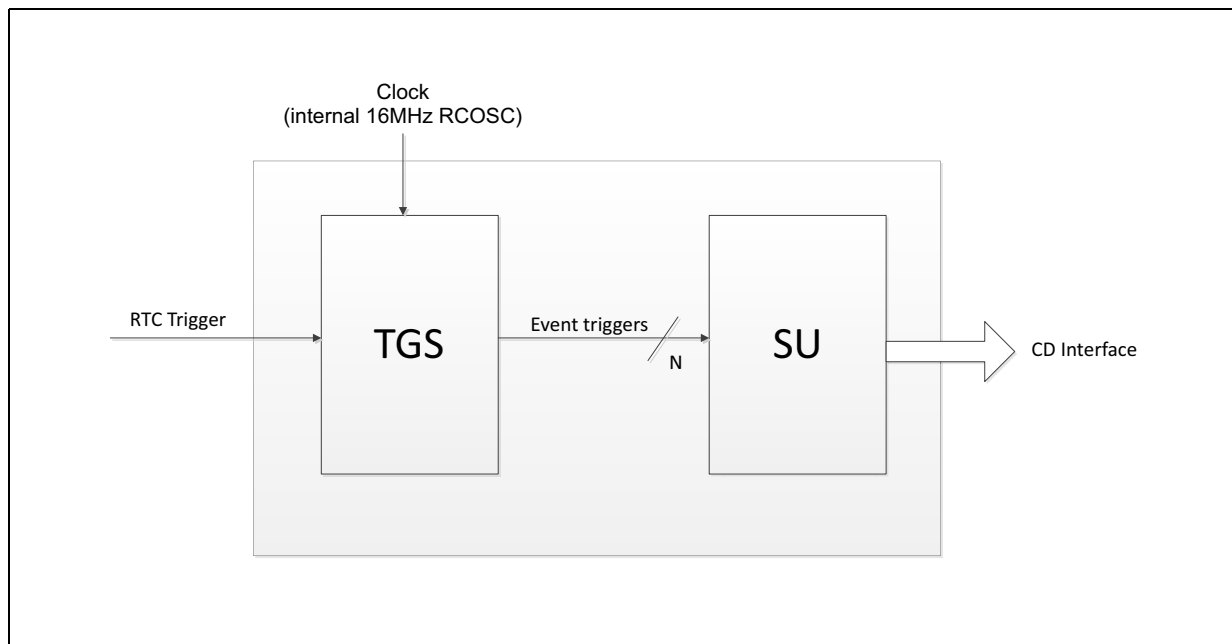 Clock
(internal 16MHz RCOSC)
RTC Trigger
TGS
Event triggers
N
SU
CD Interface